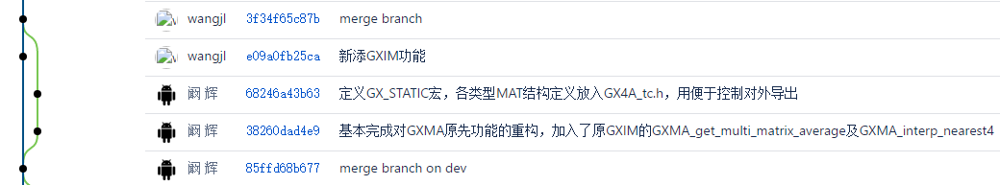 wangjl 3f34f65c87b merge branch
wangjl e09a0fb25ca 新添GXIM功能
阚 辉 68246a43b63 定义GX_STATIC宏，各类型MAT结构定义放入GX4A_tc.h，用便于控制对外导出
阚 辉 38260dad4e9 基本完成对GXMA原先功能的重构，加入了原GXIM的GXMA_get_multi_matrix_average及GXMA_interp_nearest4
阚 辉 85ffd68b677 merge branch on dev